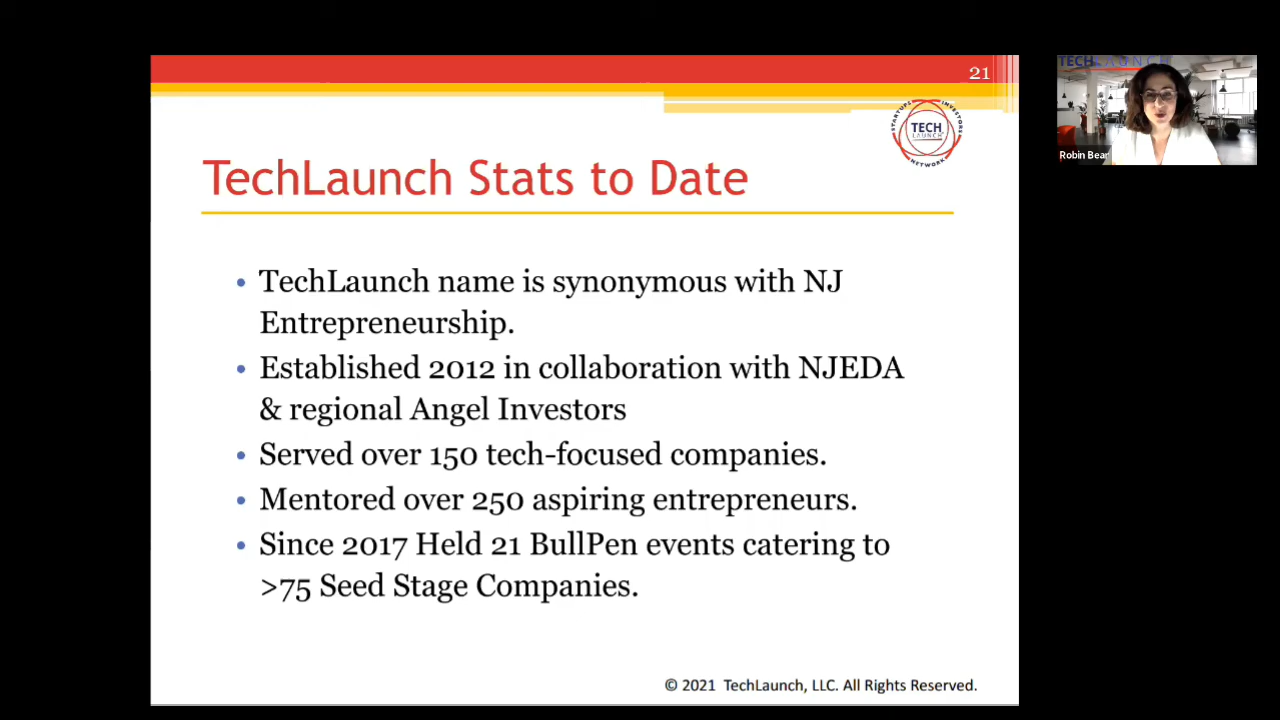 21
STARTUPS INVESTORS
TECH
LAUNCH
NETWORK
TechLaunch Stats to Date
• TechLaunch name is synonymous with NJ
Entrepreneurship.
• Established 2012 in collaboration with NJEDA
& regional Angel Investors
• Served over 150 tech-focused companies.
• Mentored over 250 aspiring entrepreneurs.
• Since 2017 Held 21 BullPen events catering to
>75 Seed Stage Companies.
© 2021 TechLaunch, LLC. All Rights Reserved.
TECH LAUNCH
Robin Bear